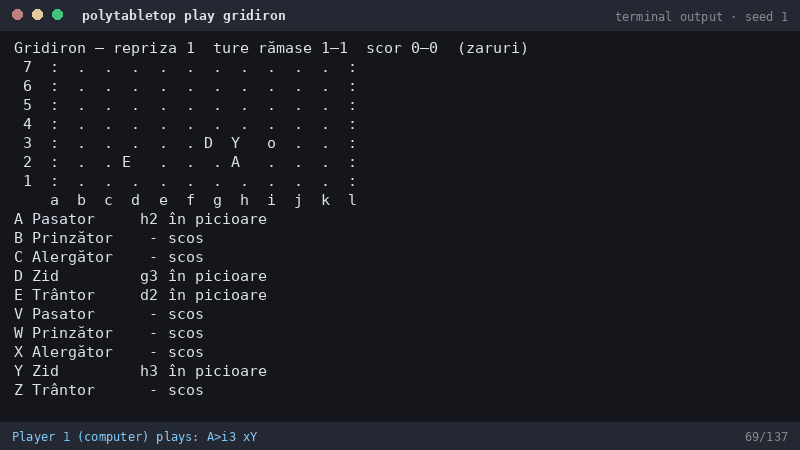 polytabletop play gridiron
terminal output · seed 1
Gridiron — repriza 1  ture rămase 1–1  scor 0–0  (zaruri)
 7  :  .  .  .  .  .  .  .  .  .  .  :
 6  :  .  .  .  .  .  .  .  .  .  .  :
 5  :  .  .  .  .  .  .  .  .  .  .  :
 4  :  .  .  .  .  .  .  .  .  .  .  :
 3  :  .  .  .  .  . D  Y   o  .  .  :
 2  :  .  . E   .  .  . A   .  .  .  :
 1  :  .  .  .  .  .  .  .  .  .  .  :
    a  b  c  d  e  f  g  h  i  j  k  l
A Pasator     h2 în picioare
B Prinzător    - scos
C Alergător    - scos
D Zid         g3 în picioare
E Trântor     d2 în picioare
V Pasator      - scos
W Prinzător    - scos
X Alergător    - scos
Y Zid         h3 în picioare
Z Trântor      - scos
Player 1 (computer) plays: A>i3 xY
69/137